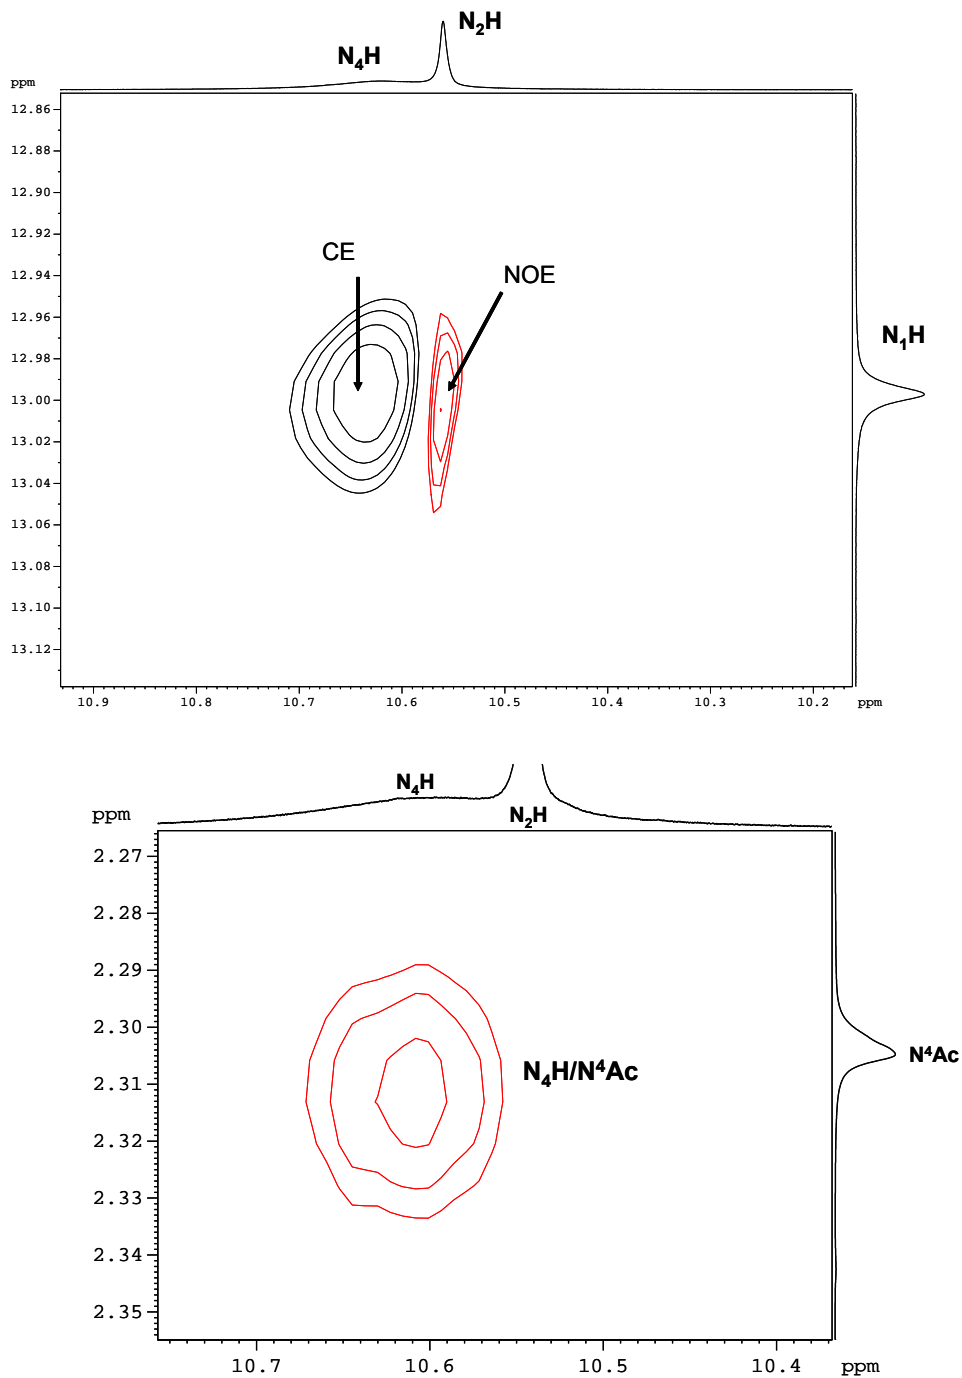 N₂H
N₄H
ppm
12.86
12.88
12.90
12.92
12.94
12.96
12.98
13.00
13.02
13.04
13.06
13.08
13.10
13.12
CE
NOE
N₁H
10.9 10.8 10.7 10.6 10.5 10.4 10.3 10.2 ppm
N₄H
N₂H
ppm
2.27
2.28
2.29
2.30
2.31
2.32
2.33
2.34
2.35
N⁴Ac
N₄H/N⁴Ac
10.7 10.6 10.5 10.4 ppm